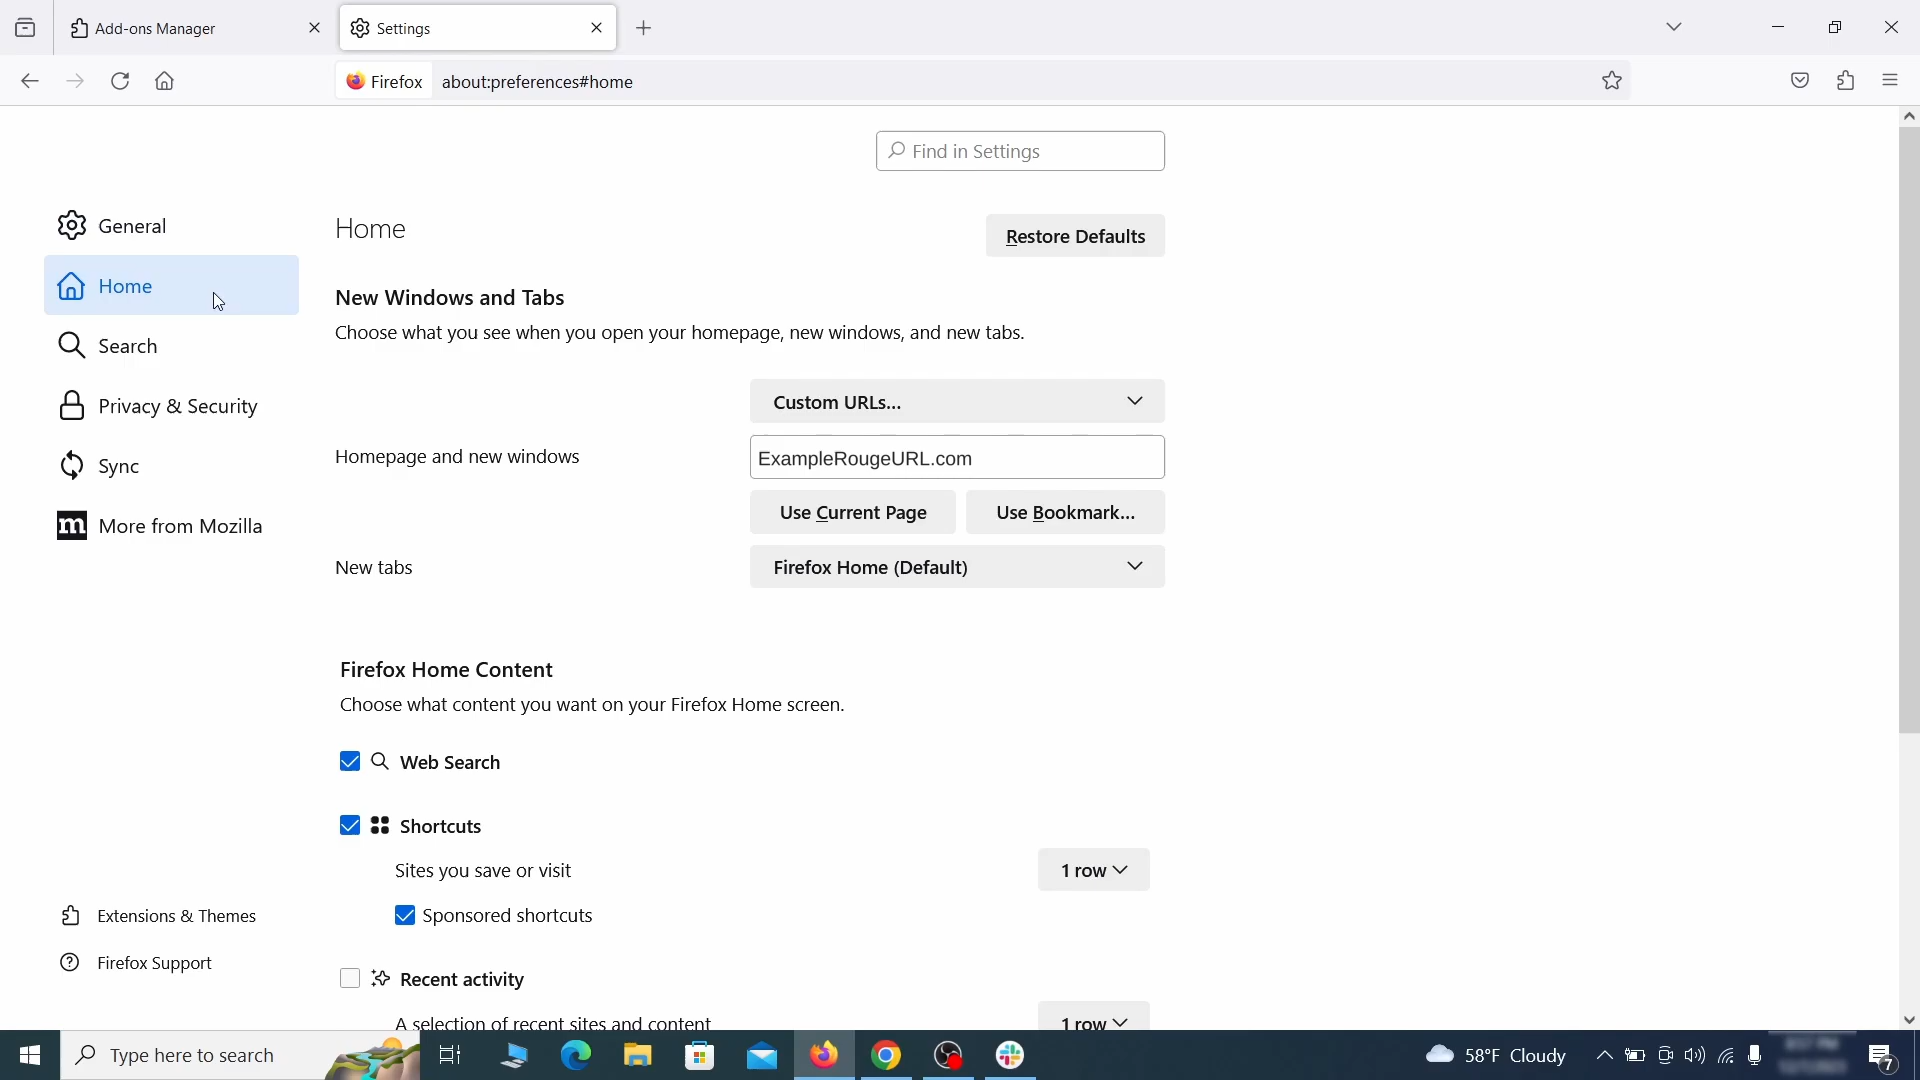 Add-ons Manager
Settings
Firefox about:preferences#home
Find in Settings
General
Home
Search
Privacy & Security
Sync
More from Mozilla
Extensions & Themes
Firefox Support
Home
Restore Defaults
New Windows and Tabs
Choose what you see when you open your homepage, new windows, and new tabs.
Custom URLs...
Homepage and new windows
ExampleRougeURL.com
Use Current Page
Use Bookmark...
New tabs
Firefox Home (Default)
Firefox Home Content
Choose what content you want on your Firefox Home screen.
Web Search
Shortcuts
Sites you save or visit
1 row
Sponsored shortcuts
Recent activity
A selection of recent sites and content
1 row
Type here to search
58°F Cloudy
7